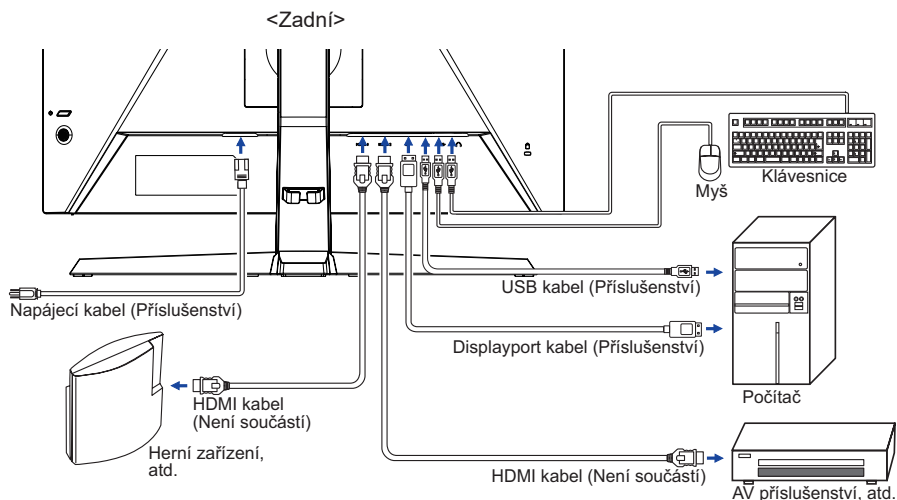 <Zadní>
Klávesnice
Myš
USB kabel (Příslušenství)
Napájecí kabel (Příslušenství)
Displayport kabel (Příslušenství)
Počítač
HDMI kabel
(Není součástí)
Herní zařízení,
atd.
HDMI kabel (Není součástí)
AV příslušenství, atd.